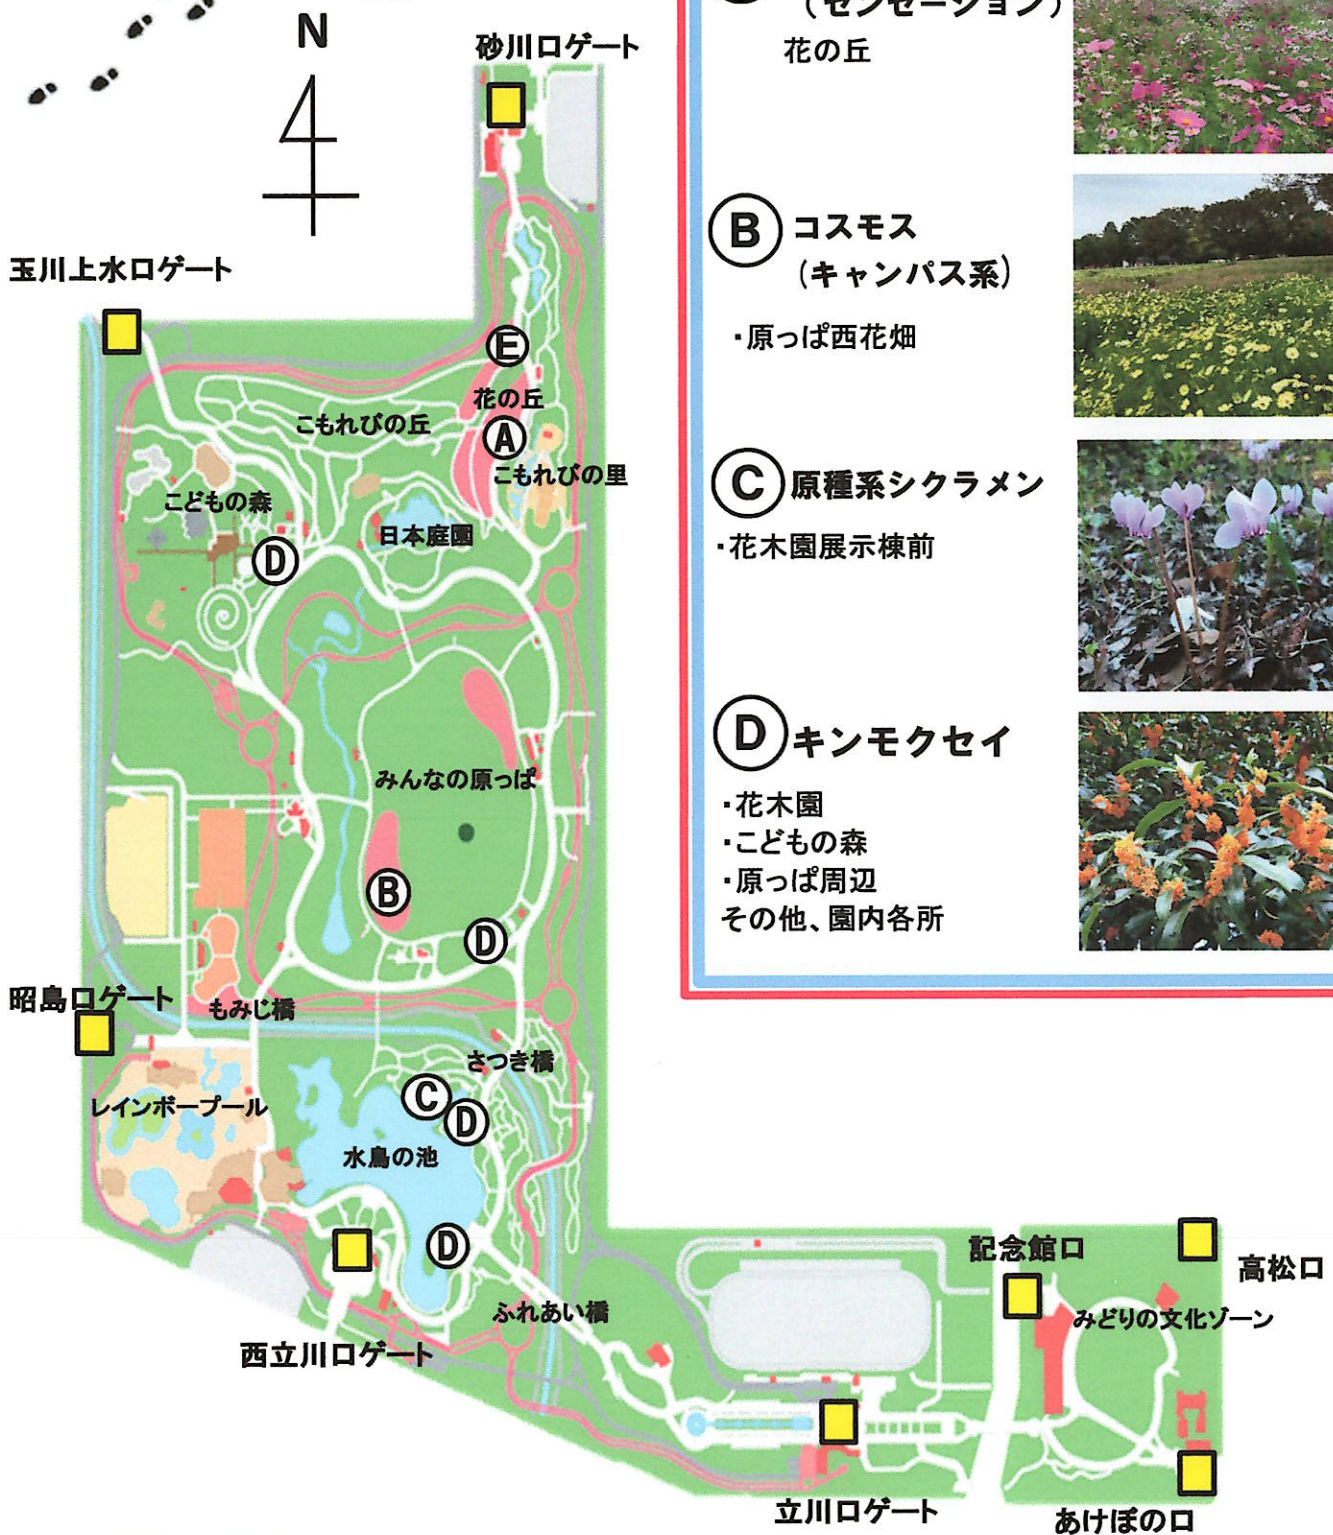 N
砂川口ゲート
玉川上水口ゲート
E
花の丘
こもれびの丘
A
こもれびの里
こどもの森
日本庭園
D
みんなの原っぱ
B
D
昭島口ゲート
もみじ橋
さつき橋
C
レインボープール
D
水鳥の池
D
ふれあい橋
西立川口ゲート
記念館口
高松口
みどりの文化ゾーン
立川口ゲート
あけぼの口
(センセーション)
花の丘
B コスモス
(キャンパス系)
・原っぱ西花畑
C 原種系シクラメン
・花木園展示棟前
D キンモクセイ
・花木園
・こどもの森
・原っぱ周辺
その他、園内各所